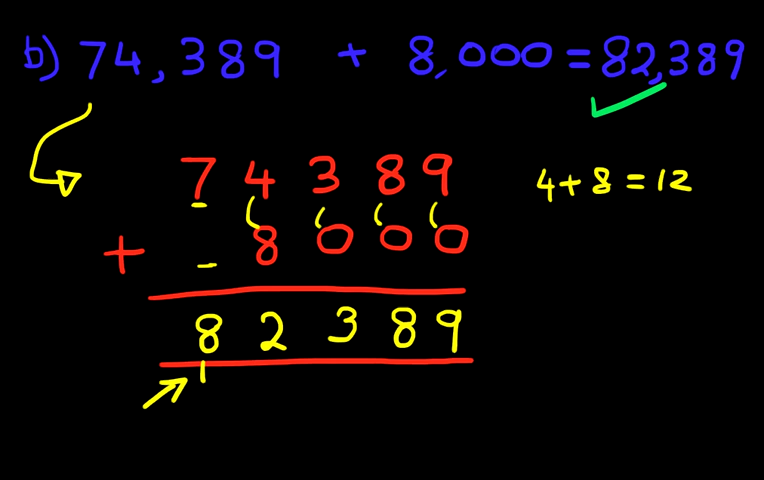 b) 74,389 + 8,000 = 82,389
7 4 3 8 9
4 + 8 = 12
+ 8 0 0 0
8 2 3 8 9
1